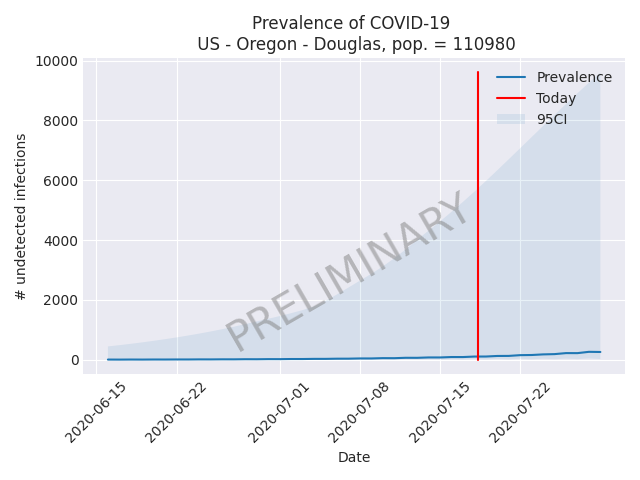 Prevalence of COVID-19
US - Oregon - Douglas, pop. = 110980
10000
8000
6000
4000
2000
0
# undetected infections
Prevalence
Today
95CI
PRELIMINARY
2020-06-15
2020-06-22
2020-07-01
2020-07-08
2020-07-15
2020-07-22
Date